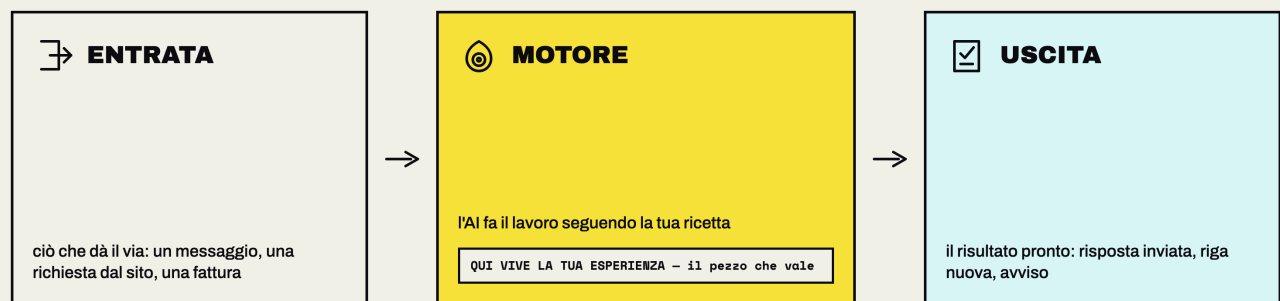 ENTRATA
ciò che dà il via: un messaggio, una
richiesta dal sito, una fattura
MOTORE
l'AI fa il lavoro seguendo la tua ricetta
QUI VIVE LA TUA ESPERIENZA — il pezzo che vale
USCITA
il risultato pronto: risposta inviata, riga
nuova, avviso